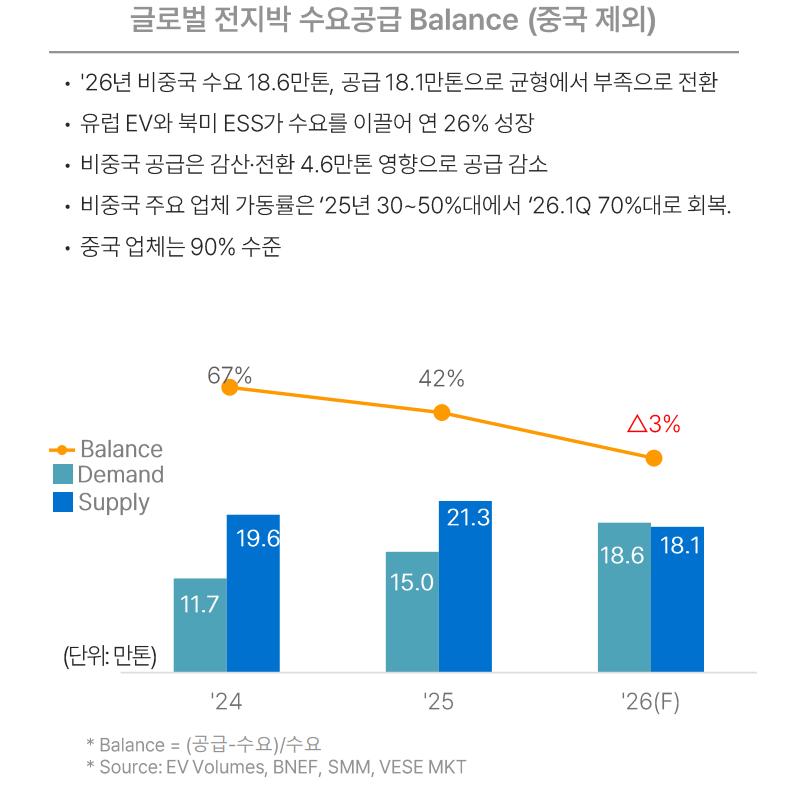 글로벌 전지박 수요공급 Balance (중국 제외)
• '26년 비중국 수요 18.6만톤, 공급 18.1만톤으로 균형에서 부족으로 전환
• 유럽 EV와 북미 ESS가 수요를 이끌어 연 26% 성장
• 비중국 공급은 감산·전환 4.6만톤 영향으로 공급 감소
• 비중국 주요 업체 가동률은 ‘25년 30~50%대에서 ‘26.1Q 70%대로 회복.
• 중국 업체는 90% 수준
67%
42%
△3%
Balance
Demand
Supply
11.7
19.6
15.0
21.3
18.6
18.1
(단위: 만톤)
'24
'25
'26(F)
* Balance = (공급-수요)/수요
* Source: EV Volumes, BNEF, SMM, VESE MKT